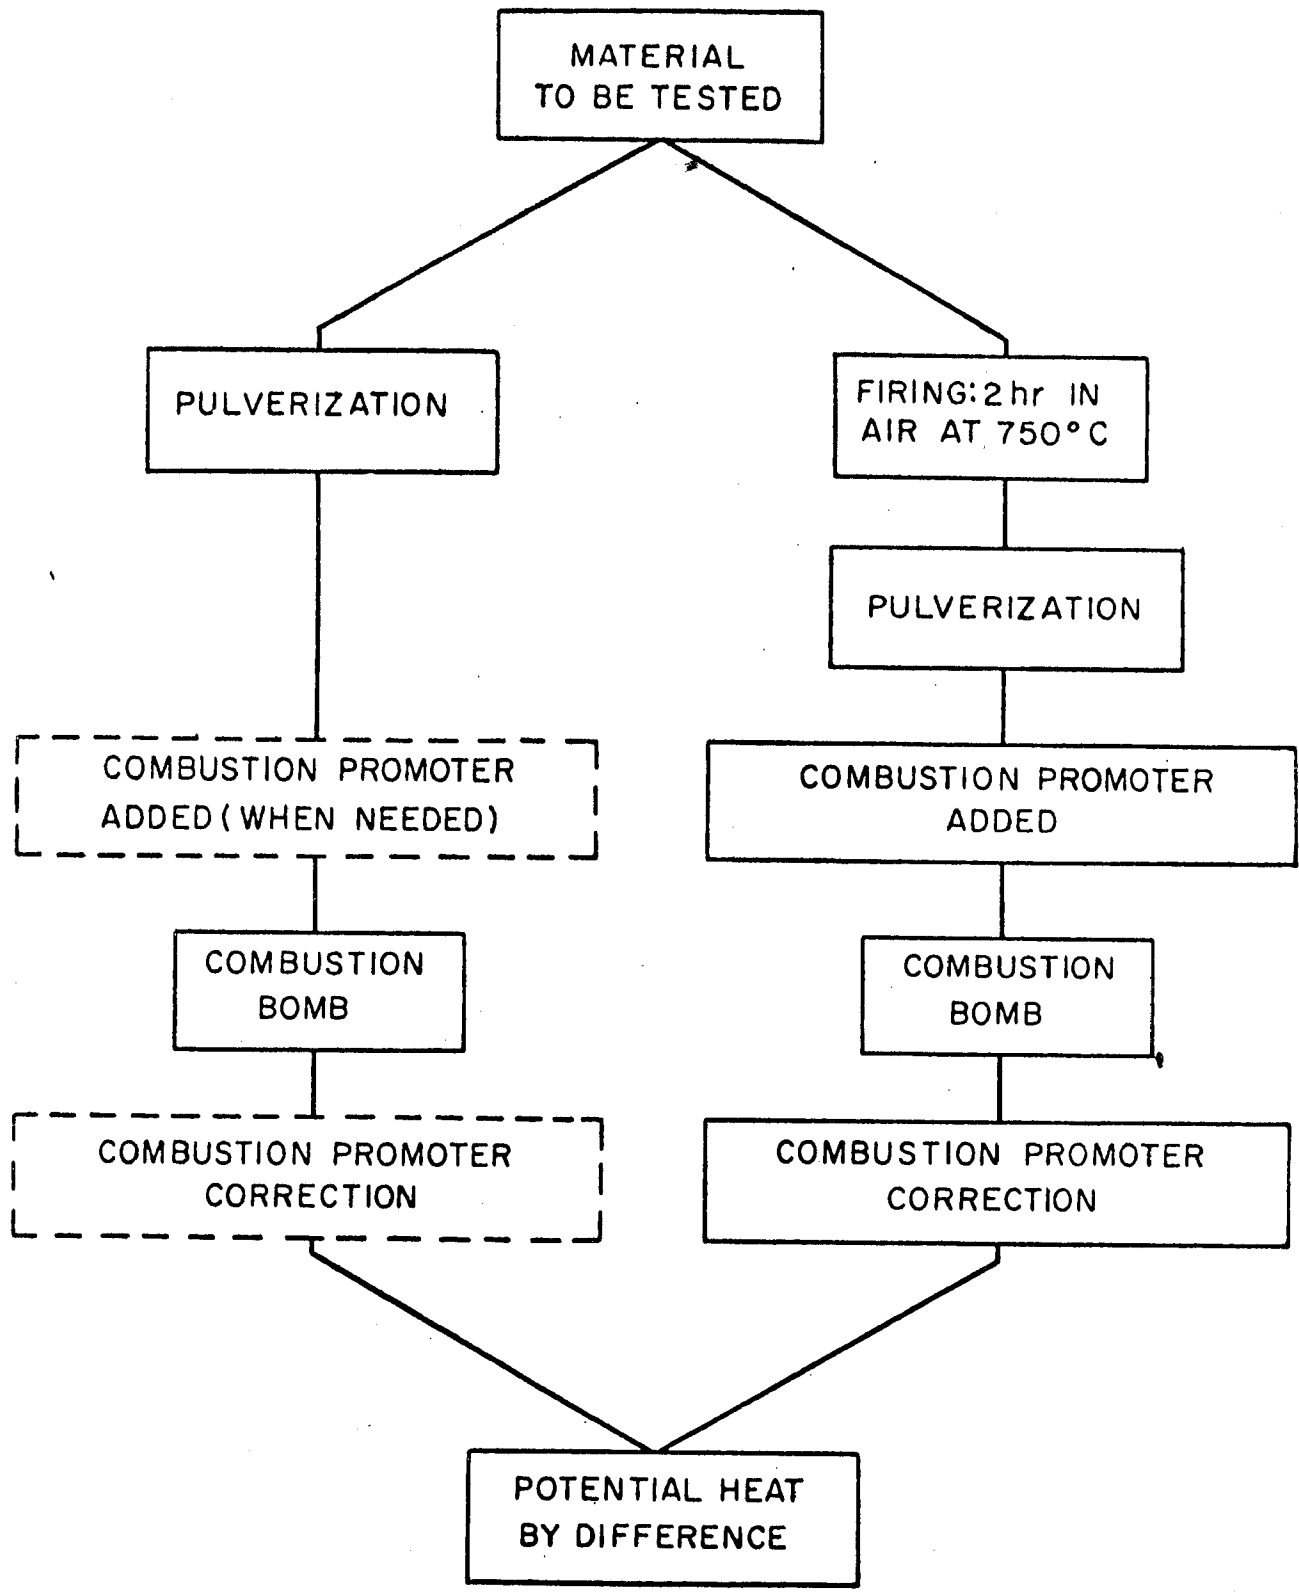 MATERIAL
TO BE TESTED
PULVERIZATION
FIRING: 2 hr IN
AIR AT 750°C
PULVERIZATION
COMBUSTION PROMOTER
ADDED (WHEN NEEDED)
COMBUSTION PROMOTER
ADDED
COMBUSTION
BOMB
COMBUSTION
BOMB
COMBUSTION PROMOTER
CORRECTION
COMBUSTION PROMOTER
CORRECTION
POTENTIAL HEAT
BY DIFFERENCE